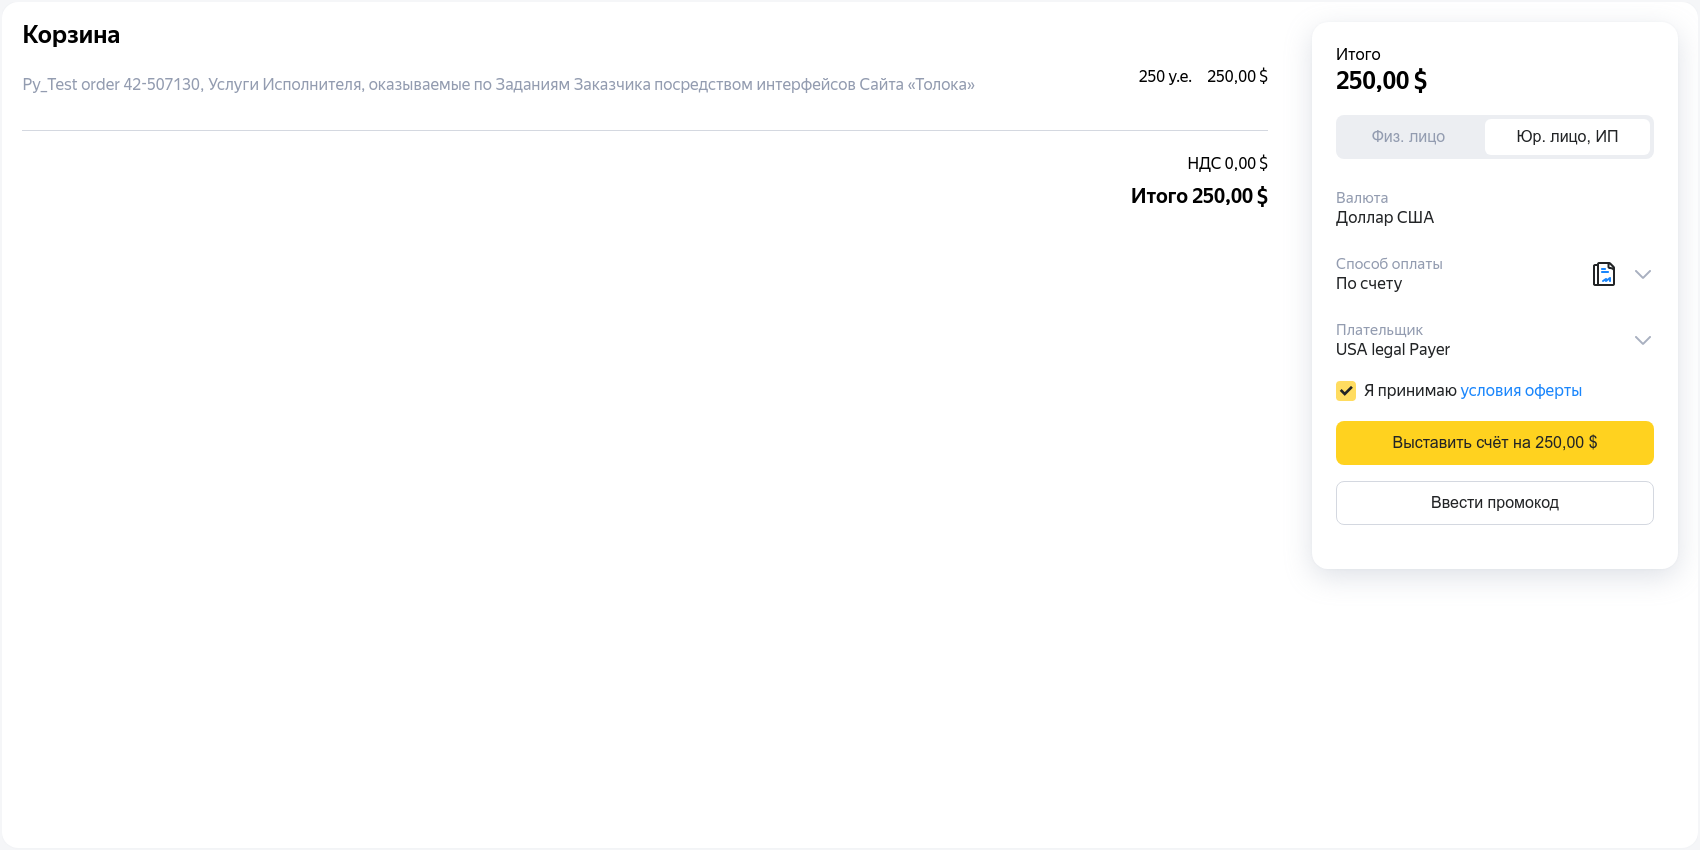 Корзина
Py_Test order 42-507130, Услуги Исполнителя, оказываемые по Заданиям Заказчика посредством интерфейсов Сайта «Толока»
250 у.е. 250,00 $
НДС 0,00 $
Итого 250,00 $
Итого
250,00 $
Физ. лицо
Юр. лицо, ИП
Валюта
Доллар США
Способ оплаты
По счету
Плательщик
USA legal Payer
Я принимаю условия оферты
Выставить счёт на 250,00 $
Ввести промокод